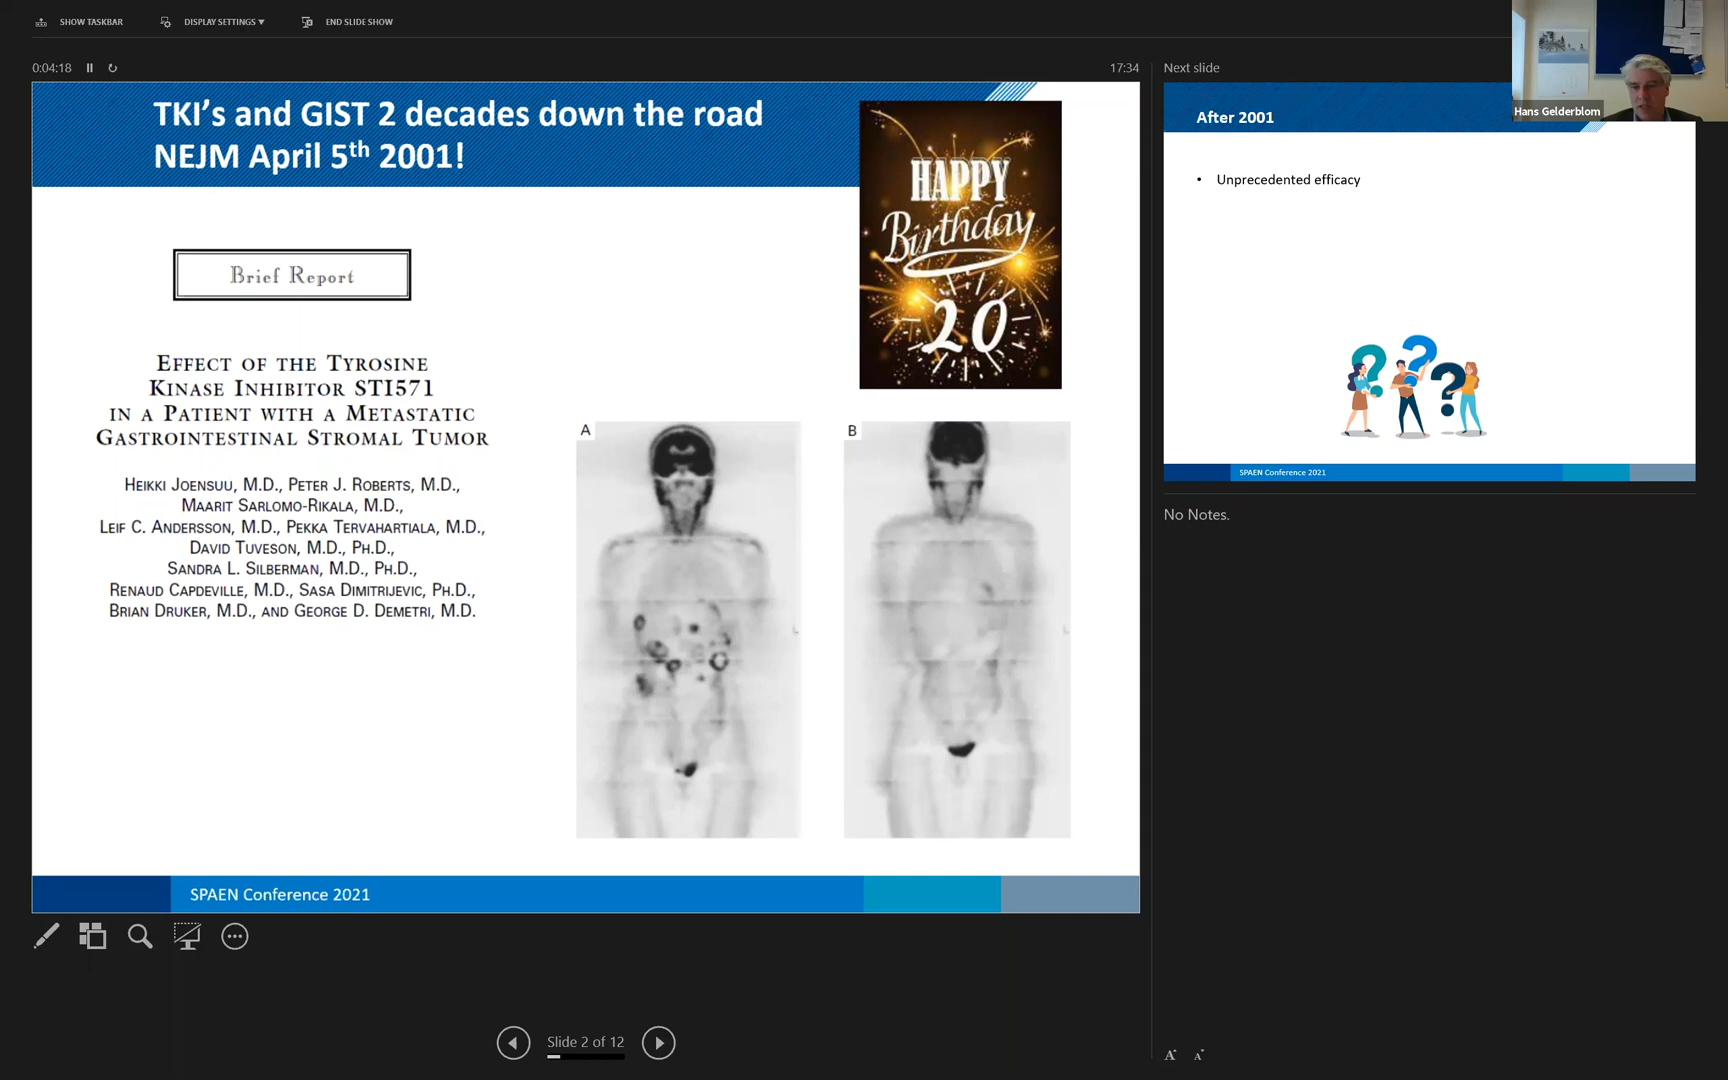 SHOW TASKBAR
DISPLAY SETTINGS ▾
END SLIDE SHOW
0:04:18
17:34
Next slide
TKI's and GIST 2 decades down the road
NEJM April 5th 2001!
HAPPY
Birthday
20
Brief Report
EFFECT OF THE TYROSINE
KINASE INHIBITOR STI571
IN A PATIENT WITH A METASTATIC
GASTROINTESTINAL STROMAL TUMOR
HEIKKI JOENSUU, M.D., PETER J. ROBERTS, M.D.,
MAARIT SARLOMO-RIKALA, M.D.,
LEIF C. ANDERSSON, M.D., PEKKA TERVAHARTIALA, M.D.,
DAVID TUVESON, M.D., PH.D.,
SANDRA L. SILBERMAN, M.D., PH.D.,
RENAUD CAPDEVILLE, M.D., SASA DIMITRIJEVIC, PH.D.,
BRIAN DRUKER, M.D., AND GEORGE D. DEMETRI, M.D.
A
B
SPAEN Conference 2021
Slide 2 of 12
Hans Gelderblom
After 2001
• Unprecedented efficacy
? ? ?
SPAEN Conference 2021
No Notes.
A A